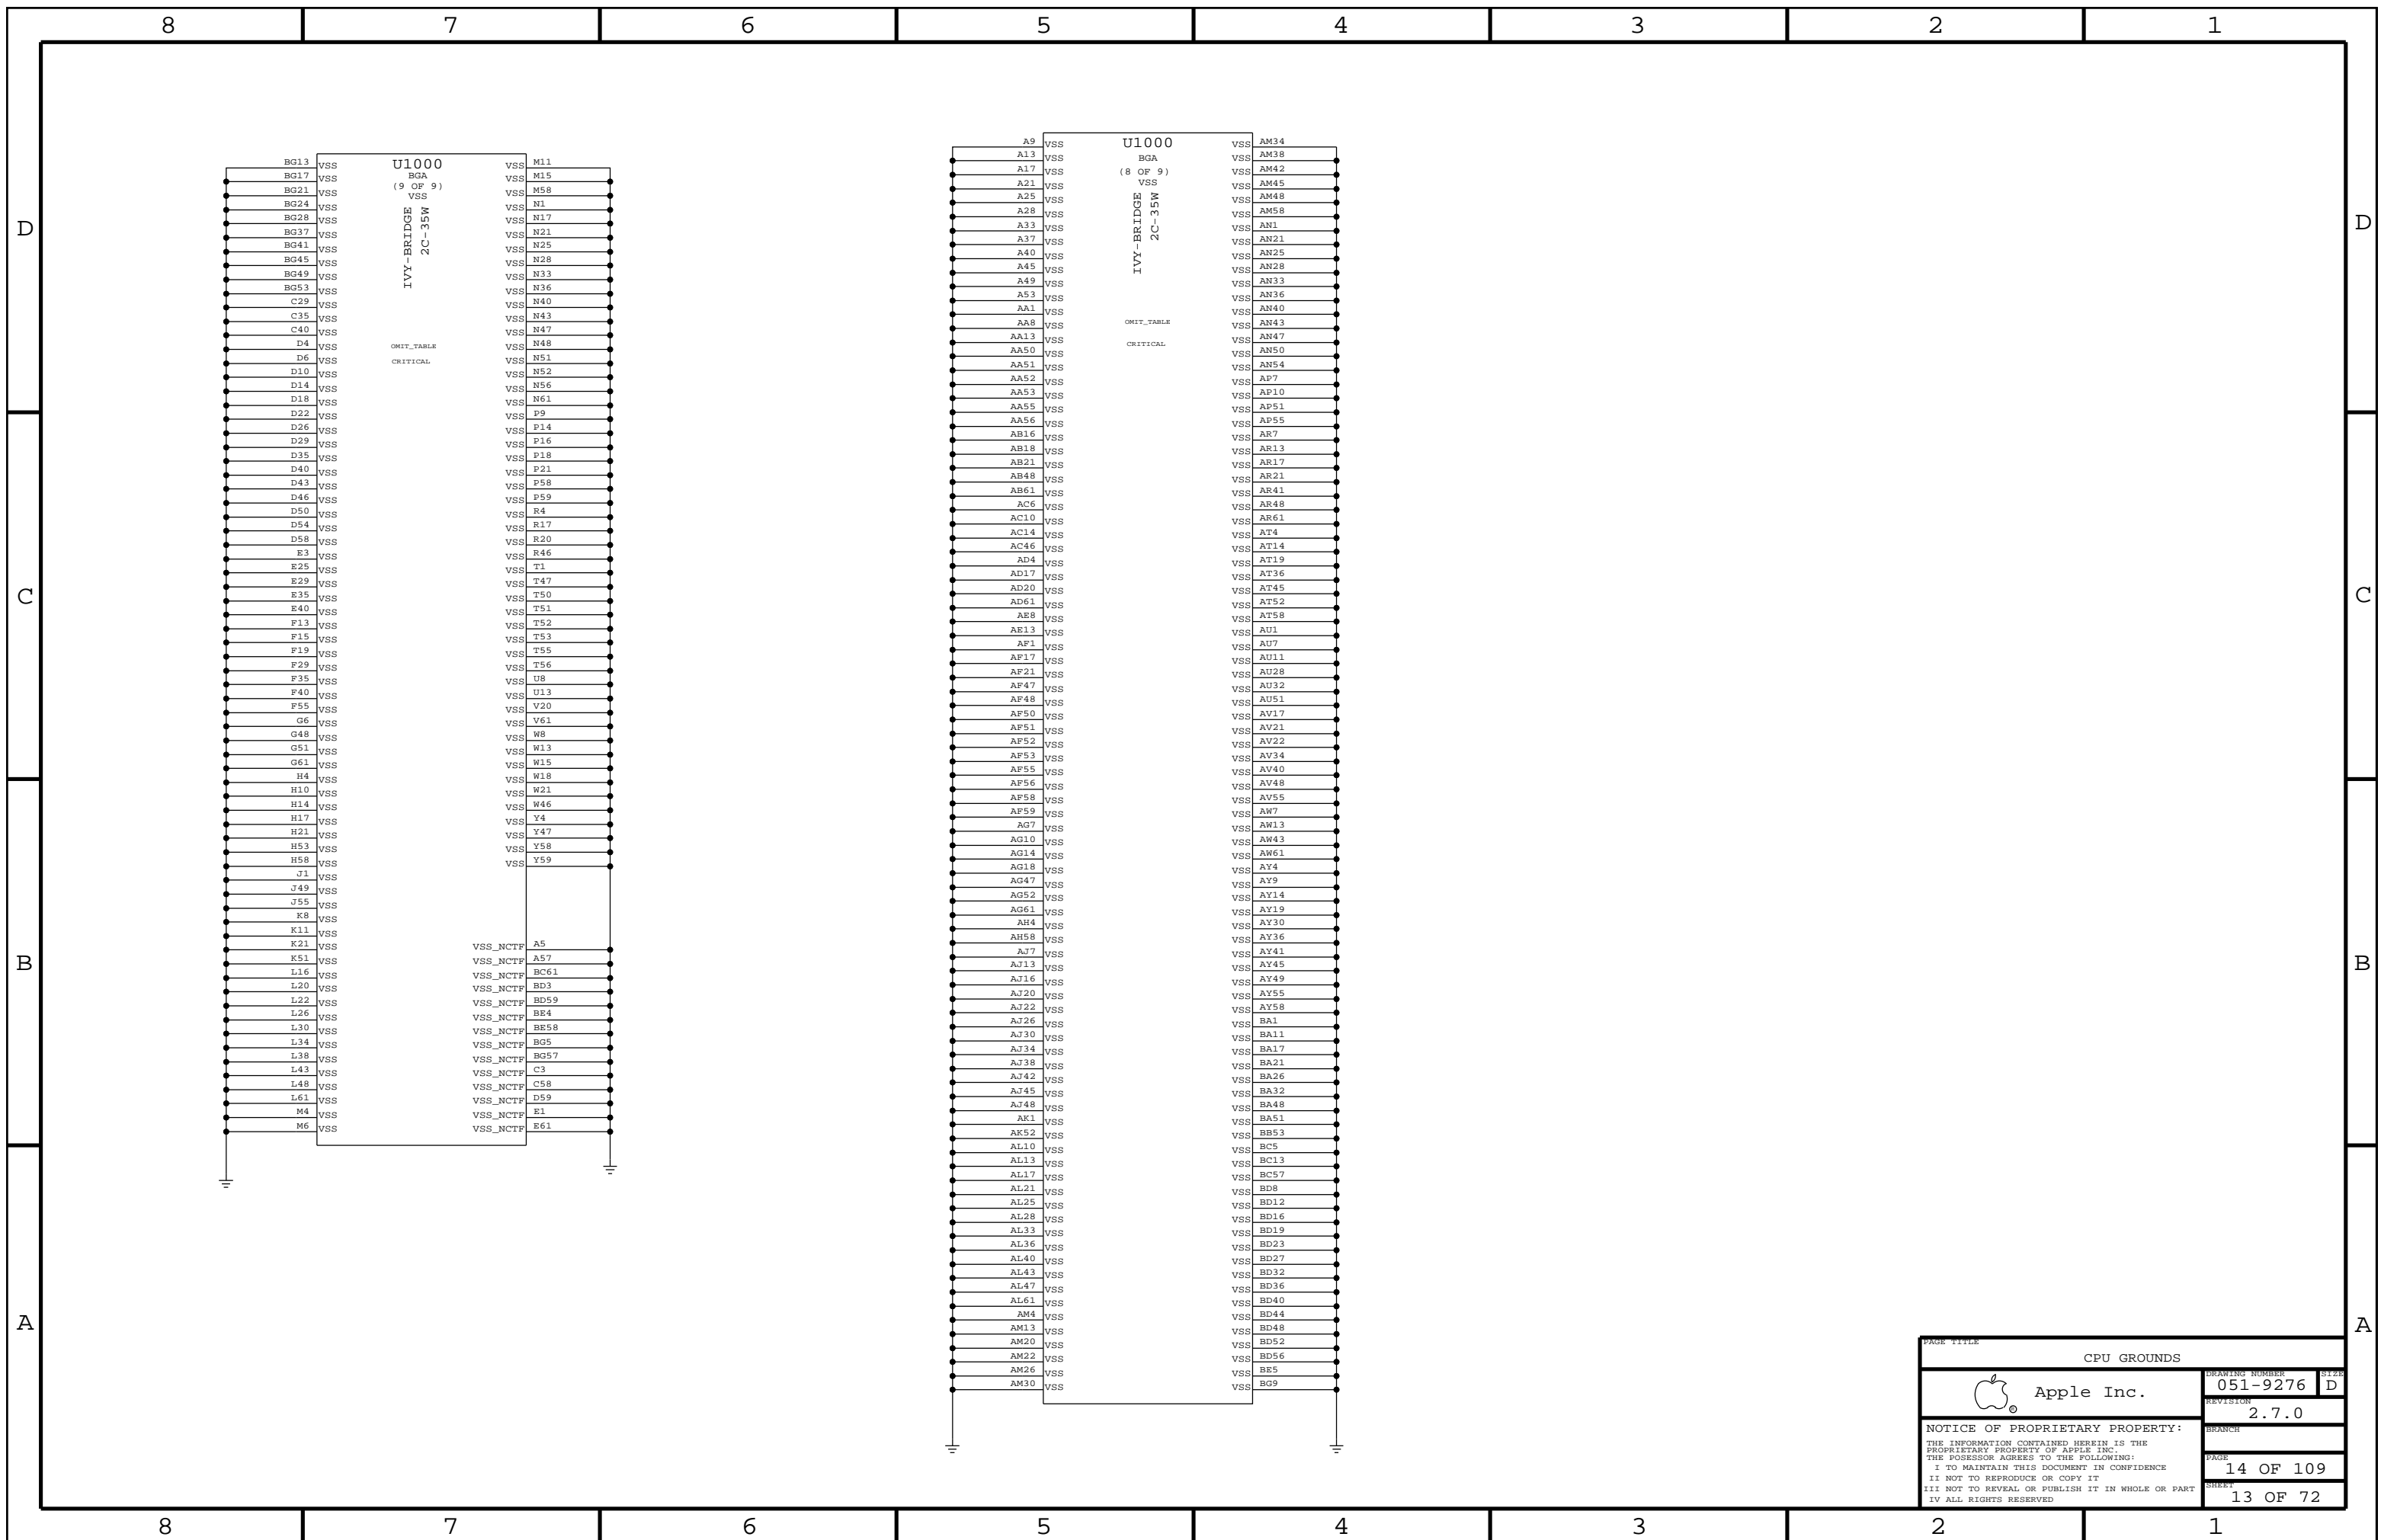 8 7 6 5 4 3 2 1
D
C
B
A
D
C
B
A
U1000
BGA
(9 OF 9)
VSS
IVY-BRIDGE
2C-35W
OMIT_TABLE
CRITICAL
BG13 VSS VSS M11
BG17 VSS VSS M15
BG21 VSS VSS M58
BG24 VSS VSS N1
BG28 VSS VSS N17
BG37 VSS VSS N21
BG41 VSS VSS N25
BG45 VSS VSS N28
BG49 VSS VSS N33
BG53 VSS VSS N36
C29 VSS VSS N40
C35 VSS VSS N43
C40 VSS VSS N47
D4 VSS VSS N48
D6 VSS VSS N51
D10 VSS VSS N52
D14 VSS VSS N56
D18 VSS VSS N61
D22 VSS VSS P9
D26 VSS VSS P14
D29 VSS VSS P16
D35 VSS VSS P18
D40 VSS VSS P21
D43 VSS VSS P58
D46 VSS VSS P59
D50 VSS VSS R4
D54 VSS VSS R17
D58 VSS VSS R20
E3 VSS VSS R46
E25 VSS VSS T1
E29 VSS VSS T47
E35 VSS VSS T50
E40 VSS VSS T51
F13 VSS VSS T52
F15 VSS VSS T53
F19 VSS VSS T55
F29 VSS VSS T56
F35 VSS VSS U8
F40 VSS VSS U13
F55 VSS VSS V20
G6 VSS VSS V61
G48 VSS VSS W8
G51 VSS VSS W13
G61 VSS VSS W15
H4 VSS VSS W18
H10 VSS VSS W21
H14 VSS VSS W46
H17 VSS VSS Y4
H21 VSS VSS Y47
H53 VSS VSS Y58
H58 VSS VSS Y59
J1 VSS
J49 VSS
J55 VSS
K8 VSS
K11 VSS
K21 VSS VSS_NCTF A5
K51 VSS VSS_NCTF A57
L16 VSS VSS_NCTF BC61
L20 VSS VSS_NCTF BD3
L22 VSS VSS_NCTF BD59
L26 VSS VSS_NCTF BE4
L30 VSS VSS_NCTF BE58
L34 VSS VSS_NCTF BG5
L38 VSS VSS_NCTF BG57
L43 VSS VSS_NCTF C3
L48 VSS VSS_NCTF C58
L61 VSS VSS_NCTF D59
M4 VSS VSS_NCTF E1
M6 VSS VSS_NCTF E61
U1000
BGA
(8 OF 9)
VSS
IVY-BRIDGE
2C-35W
OMIT_TABLE
CRITICAL
A9 VSS VSS AM34
A13 VSS VSS AM38
A17 VSS VSS AM42
A21 VSS VSS AM45
A25 VSS VSS AM48
A28 VSS VSS AM58
A33 VSS VSS AN1
A37 VSS VSS AN21
A40 VSS VSS AN25
A45 VSS VSS AN28
A49 VSS VSS AN33
A53 VSS VSS AN36
AA1 VSS VSS AN40
AA8 VSS VSS AN43
AA13 VSS VSS AN47
AA50 VSS VSS AN50
AA51 VSS VSS AN54
AA52 VSS VSS AP7
AA53 VSS VSS AP10
AA55 VSS VSS AP51
AA56 VSS VSS AP55
AB16 VSS VSS AR7
AB18 VSS VSS AR13
AB21 VSS VSS AR17
AB48 VSS VSS AR21
AB61 VSS VSS AR41
AC6 VSS VSS AR48
AC10 VSS VSS AR61
AC14 VSS VSS AT4
AC46 VSS VSS AT14
AD4 VSS VSS AT19
AD17 VSS VSS AT36
AD20 VSS VSS AT45
AD61 VSS VSS AT52
AE8 VSS VSS AT58
AE13 VSS VSS AU1
AF1 VSS VSS AU7
AF17 VSS VSS AU11
AF21 VSS VSS AU28
AF47 VSS VSS AU32
AF48 VSS VSS AU51
AF50 VSS VSS AV17
AF51 VSS VSS AV21
AF52 VSS VSS AV22
AF53 VSS VSS AV34
AF55 VSS VSS AV40
AF56 VSS VSS AV48
AF58 VSS VSS AV55
AF59 VSS VSS AW7
AG7 VSS VSS AW13
AG10 VSS VSS AW43
AG14 VSS VSS AW61
AG18 VSS VSS AY4
AG47 VSS VSS AY9
AG52 VSS VSS AY14
AG61 VSS VSS AY19
AH4 VSS VSS AY30
AH58 VSS VSS AY36
AJ7 VSS VSS AY41
AJ13 VSS VSS AY45
AJ16 VSS VSS AY49
AJ20 VSS VSS AY55
AJ22 VSS VSS AY58
AJ26 VSS VSS BA1
AJ30 VSS VSS BA11
AJ34 VSS VSS BA17
AJ38 VSS VSS BA21
AJ42 VSS VSS BA26
AJ45 VSS VSS BA32
AJ48 VSS VSS BA48
AK1 VSS VSS BA51
AK52 VSS VSS BB53
AL10 VSS VSS BC5
AL13 VSS VSS BC13
AL17 VSS VSS BC57
AL21 VSS VSS BD8
AL25 VSS VSS BD12
AL28 VSS VSS BD16
AL33 VSS VSS BD19
AL36 VSS VSS BD23
AL40 VSS VSS BD27
AL43 VSS VSS BD32
AL47 VSS VSS BD36
AL61 VSS VSS BD40
AM4 VSS VSS BD44
AM13 VSS VSS BD48
AM20 VSS VSS BD52
AM22 VSS VSS BD56
AM26 VSS VSS BE5
AM30 VSS VSS BG9
PAGE TITLE
CPU GROUNDS
Apple Inc.
®
DRAWING NUMBER
051-9276
SIZE
D
REVISION
2.7.0
BRANCH
PAGE
14 OF 109
SHEET
13 OF 72
NOTICE OF PROPRIETARY PROPERTY:
THE INFORMATION CONTAINED HEREIN IS THE
PROPRIETARY PROPERTY OF APPLE INC.
THE POSESSOR AGREES TO THE FOLLOWING:
I TO MAINTAIN THIS DOCUMENT IN CONFIDENCE
II NOT TO REPRODUCE OR COPY IT
III NOT TO REVEAL OR PUBLISH IT IN WHOLE OR PART
IV ALL RIGHTS RESERVED
8 7 6 5 4 3 2 1